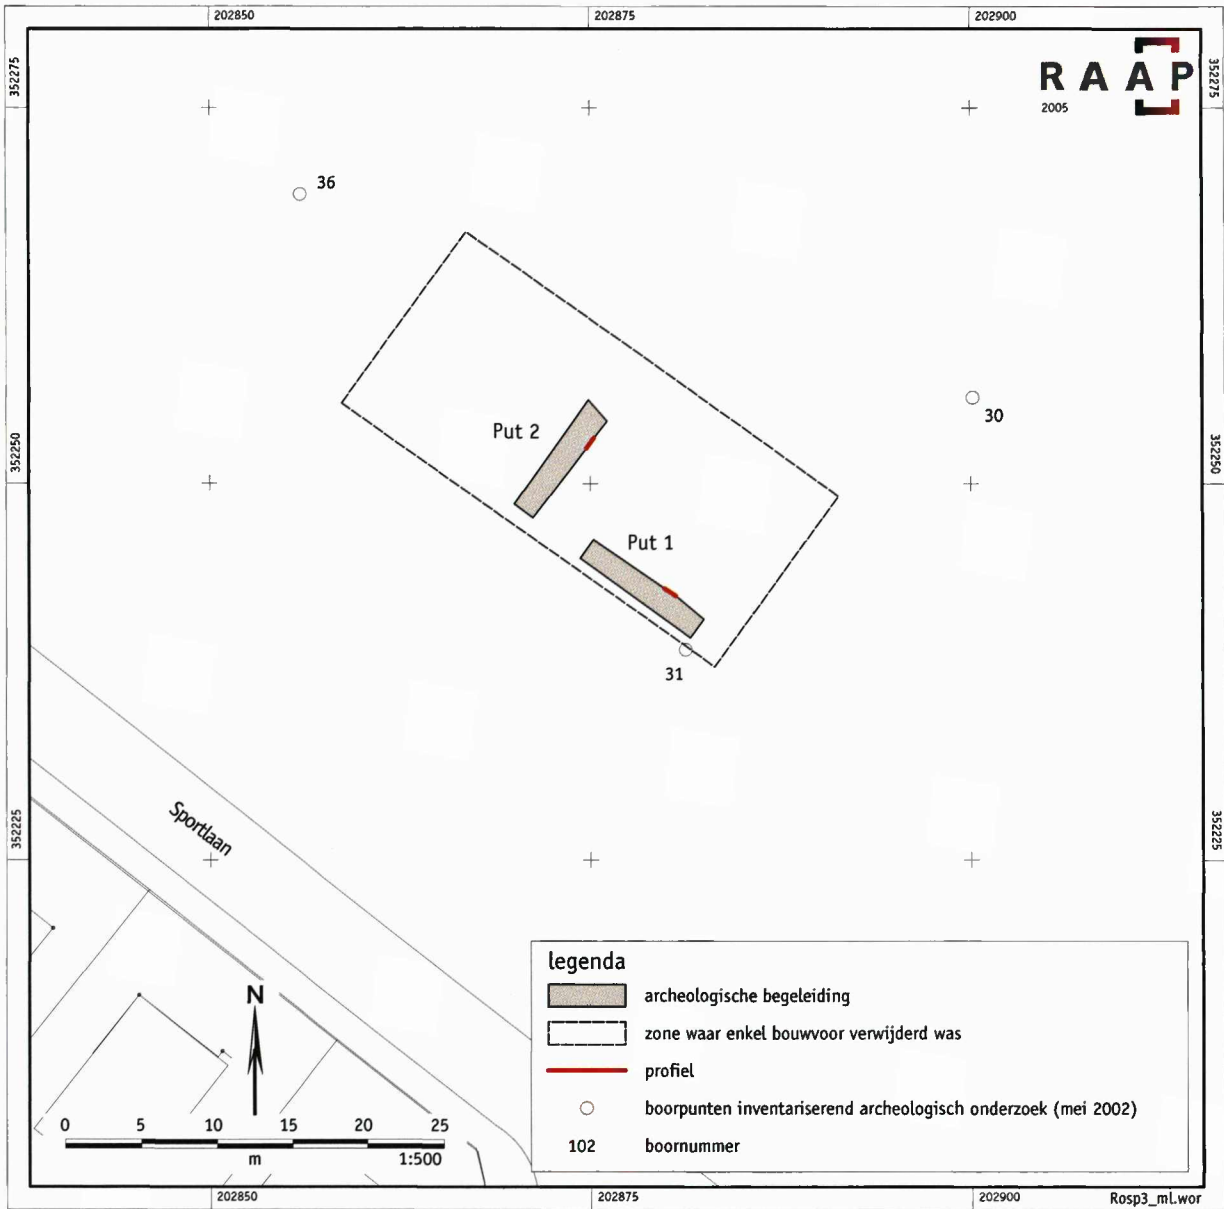 202850 202875 202900
352275
352275
RAAP
2005
36
30
Put 2
352250
352250
Put 1
31
Sportlaan
352225
352225
legenda
archeologische begeleiding
zone waar enkel bouwvoor verwijderd was
profiel
boorpunten inventariserend archeologisch onderzoek (mei 2002)
102 boornummer
N
0 5 10 15 20 25
m 1:500
202850 202875 202900
Rosp3_ml.wor